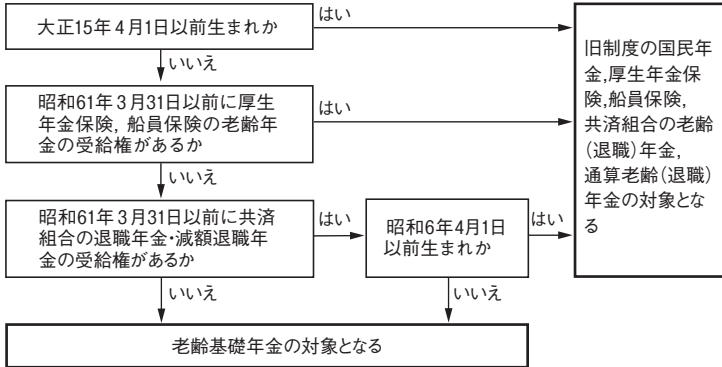 大正15年4月1日以前生まれか
はい
いいえ
昭和61年3月31日以前に厚生
年金保険，船員保険の老齢年
金の受給権があるか
はい
いいえ
昭和61年3月31日以前に共済
組合の退職年金・減額退職年
金の受給権があるか
はい
昭和6年4月1日
以前生まれか
はい
いいえ
いいえ
老齢基礎年金の対象となる
旧制度の国民年
金,厚生年金保
険,船員保険,
共済組合の老齢
(退職)年金,
通算老齢(退職)
年金の対象とな
る